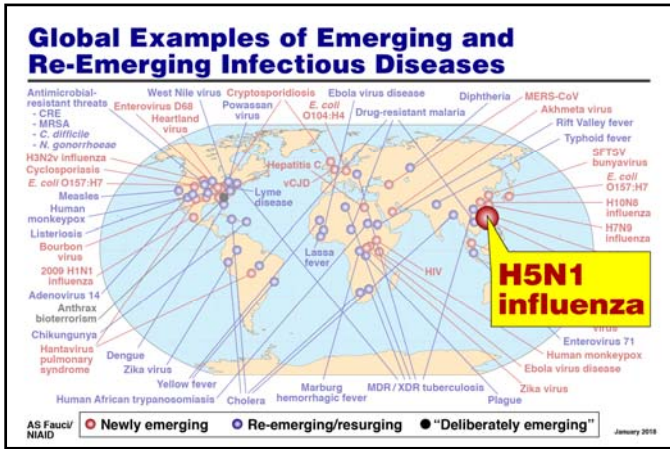 Global Examples of Emerging and
Re-Emerging Infectious Diseases
Antimicrobial-
resistant threats
- CRE
- MRSA
- C. difficile
- N. gonorrhoeae
H3N2v influenza
Cyclosporiasis
E. coli O157:H7
Measles
Human
monkeypox
Listeriosis
Bourbon
virus
2009 H1N1
influenza
Adenovirus 14
Anthrax
bioterrorism
Chikungunya
Hantavirus
pulmonary
syndrome
West Nile virus
Enterovirus D68
Heartland
virus
Cryptosporidiosis
Powassan
virus
E. coli
O104:H4
Ebola virus disease
Drug-resistant malaria
Diphtheria
MERS-CoV
Akhmeta virus
Rift Valley fever
Typhoid fever
SFTSV
bunyavirus
E. coli
O157:H7
H10N8
influenza
H7N9
influenza
Hepatitis C
vCJD
Lyme
disease
Lassa
fever
HIV
H5N1
influenza
virus
Enterovirus 71
Human monkeypox
Ebola virus disease
Zika virus
Plague
MDR/XDR tuberculosis
Marburg
hemorrhagic fever
Cholera
Yellow fever
Human African trypanosomiasis
Zika virus
Dengue
AS Fauci/
NIAID
Newly emerging
Re-emerging/resurging
"Deliberately emerging"
January 2018